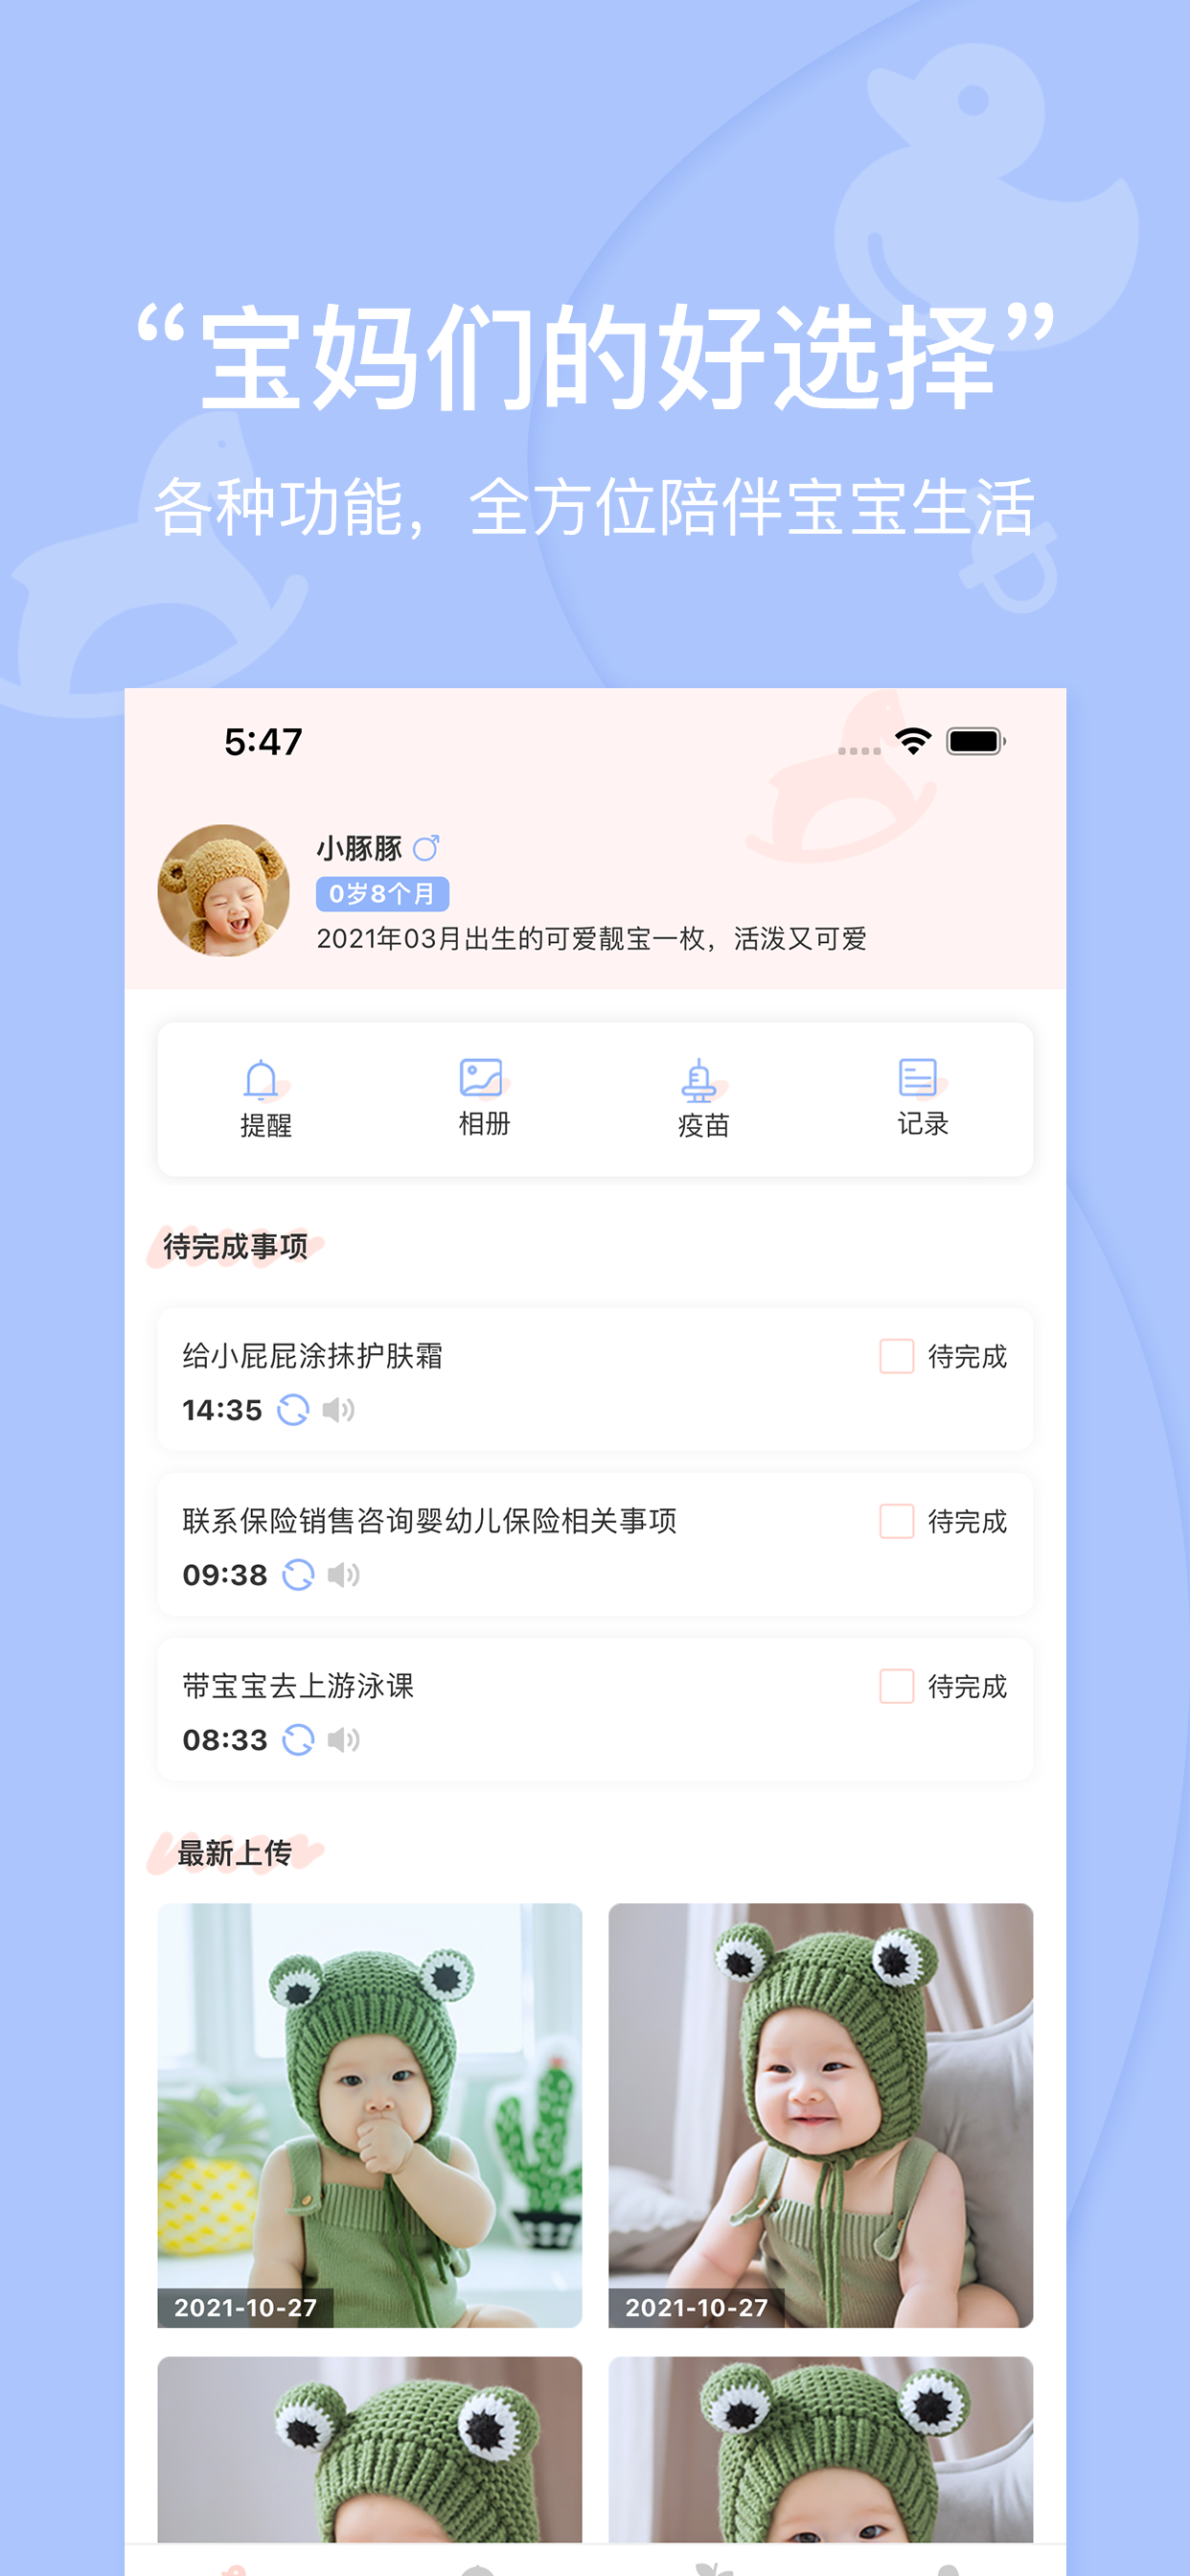 “宝妈们的好选择”
各种功能，全方位陪伴宝宝生活
5:47
小豚豚
0岁8个月
2021年03月出生的可爱靓宝一枚，活泼又可爱
提醒
相册
疫苗
记录
待完成事项
给小屁屁涂抹护肤霜
待完成
14:35
联系保险销售咨询婴幼儿保险相关事项
待完成
09:38
带宝宝去上游泳课
待完成
08:33
最新上传
2021-10-27
2021-10-27